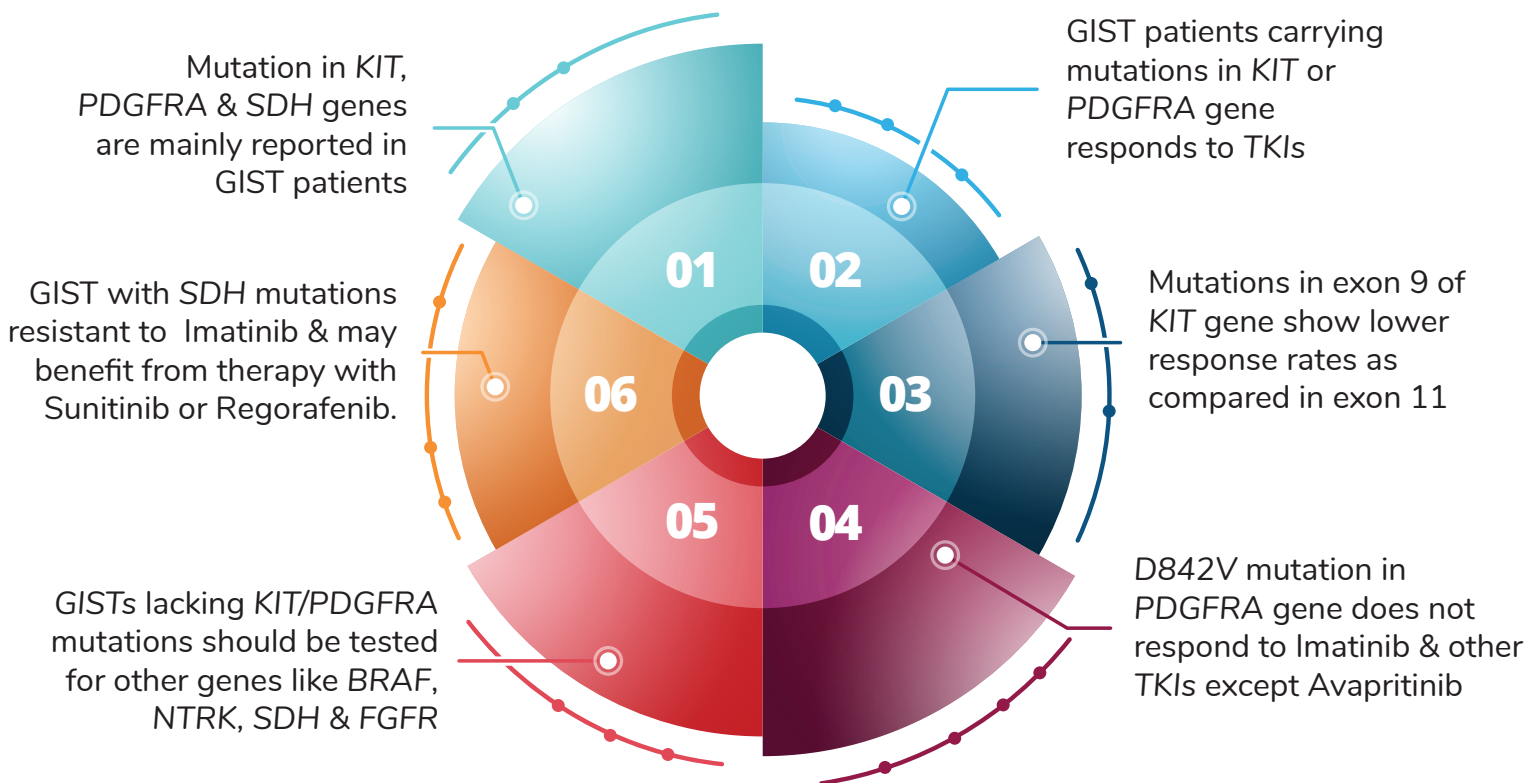 Mutation in KIT,
PDGFRA & SDH genes
are mainly reported in
GIST patients
01
GIST patients carrying
mutations in KIT or
PDGFRA gene
responds to TKIs
02
Mutations in exon 9 of
KIT gene show lower
response rates as
compared in exon 11
03
D842V mutation in
PDGFRA gene does not
respond to Imatinib & other
TKIs except Avapritinib
04
GISTs lacking KIT/PDGFRA
mutations should be tested
for other genes like BRAF,
NTRK, SDH & FGFR
05
GIST with SDH mutations
resistant to Imatinib & may
benefit from therapy with
Sunitinib or Regorafenib.
06